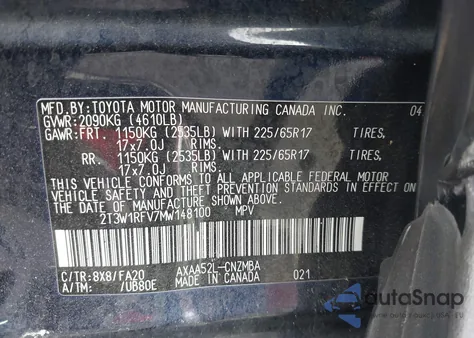 MFD.BY:TOYOTA MOTOR MANUFACTURING CANADA INC. 04
GVWR:2090KG (4610LB)
GAWR:FRT. 1150KG (2535LB) WITH 225/65R17 TIRES,
17x7.0J RIMS.
RR. 1150KG (2535LB) WITH 225/65R17 TIRES,
17x7.0J RIMS.
THIS VEHICLE CONFORMS TO ALL APPLICABLE FEDERAL MOTOR
VEHICLE SAFETY AND THEFT PREVENTION STANDARDS IN EFFECT ON
THE DATE OF MANUFACTURE SHOWN ABOVE.
2T3W1RFV7MW148100 MPV
C/TR:8X8/FA20 AXAA52L-CNZMBA
A/TM: /UB80E MADE IN CANADA 021
autoSnap